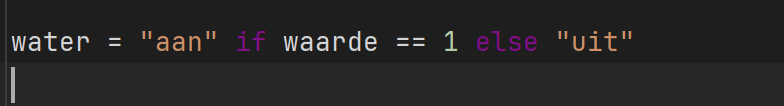 water = "aan" if waarde == 1 else "uit"